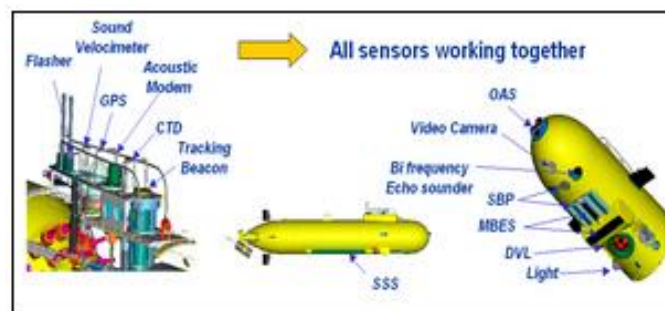 Sound
Velocimeter
Flasher
GPS
Acoustic
Modem
CTD
Tracking
Beacon
All sensors working together
SSS
OAS
Video Camera
Bi frequency
Echo sounder
SBP
MBES
DVL
Light